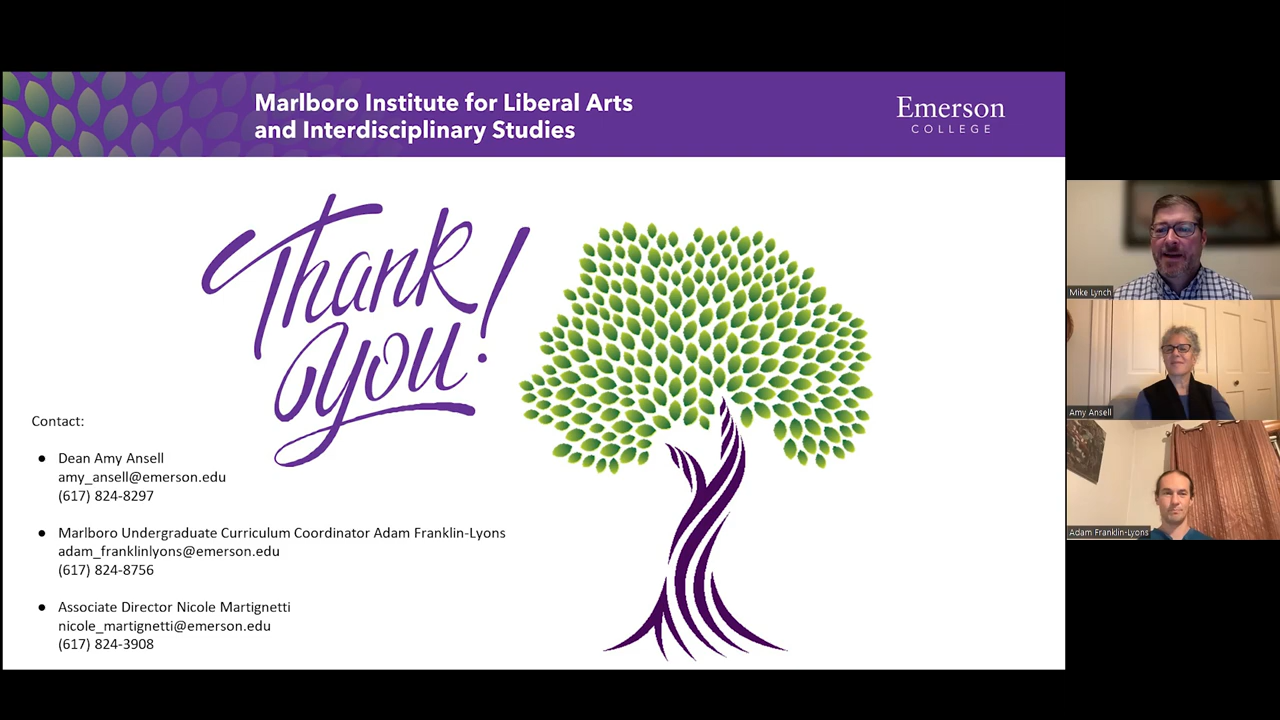 Marlboro Institute for Liberal Arts
and Interdisciplinary Studies
Emerson
COLLEGE
Thank
you!
Contact:
● Dean Amy Ansell
amy_ansell@emerson.edu
(617) 824-8297
● Marlboro Undergraduate Curriculum Coordinator Adam Franklin-Lyons
adam_franklinlyons@emerson.edu
(617) 824-8756
● Associate Director Nicole Martignetti
nicole_martignetti@emerson.edu
(617) 824-3908
Mike Lynch
Amy Ansell
Adam Franklin-Lyons